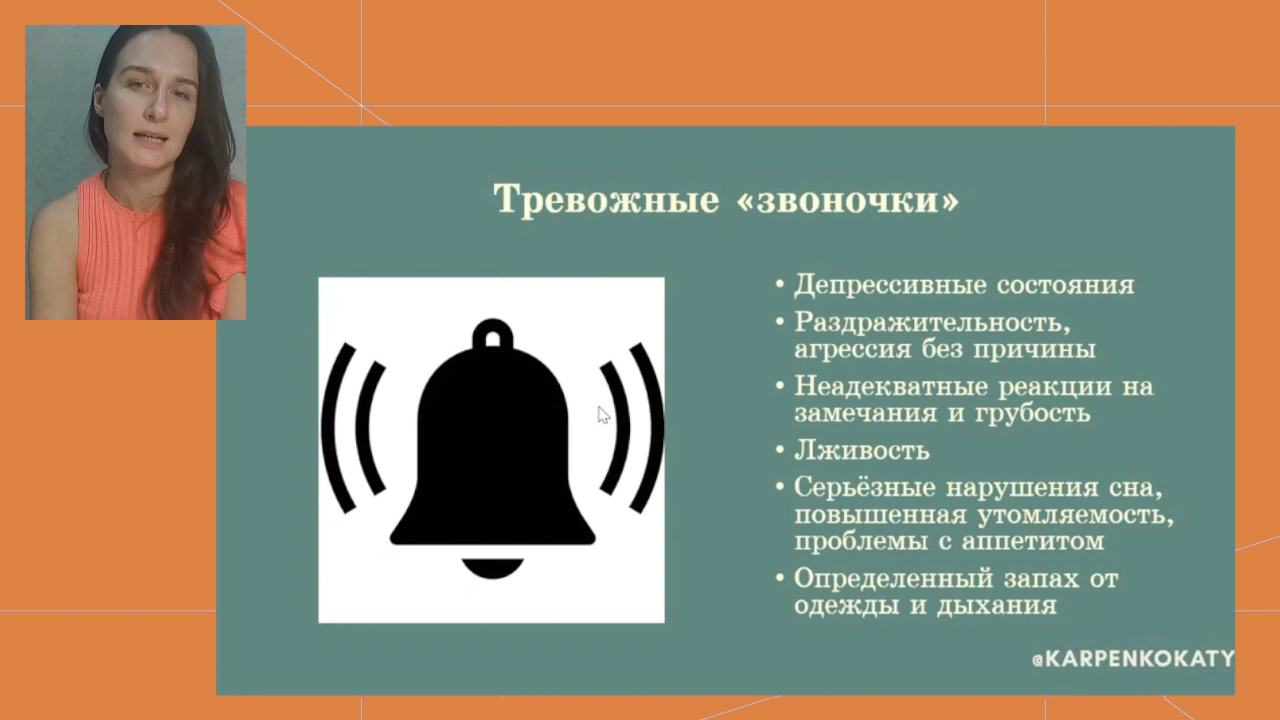 Тревожные «звоночки»
• Депрессивные состояния
• Раздражительность,
агрессия без причины
• Неадекватные реакции на
замечания и грубость
• Лживость
• Серьёзные нарушения сна,
повышенная утомляемость,
проблемы с аппетитом
• Определенный запах от
одежды и дыхания
@KARPENKOKATY